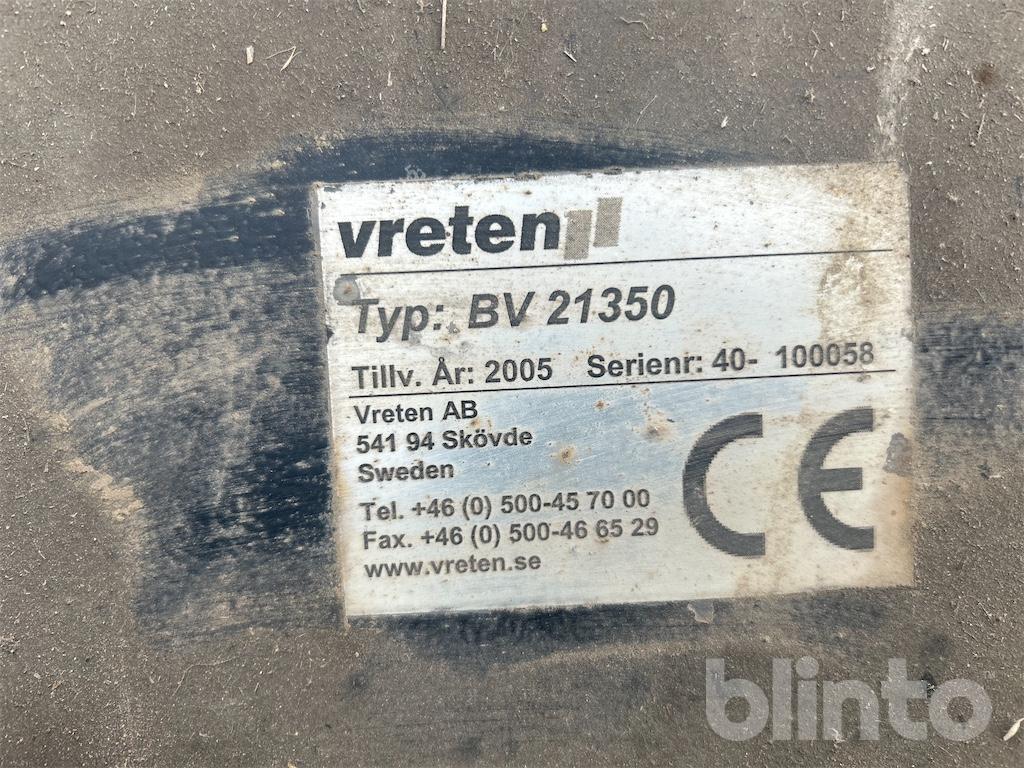 vreten
Typ: BV 21350
Tillv. År: 2005 Serienr: 40- 100058
Vreten AB
541 94 Skövde
Sweden
Tel. +46 (0) 500-45 70 00
Fax. +46 (0) 500-46 65 29
www.vreten.se
CE
blinto